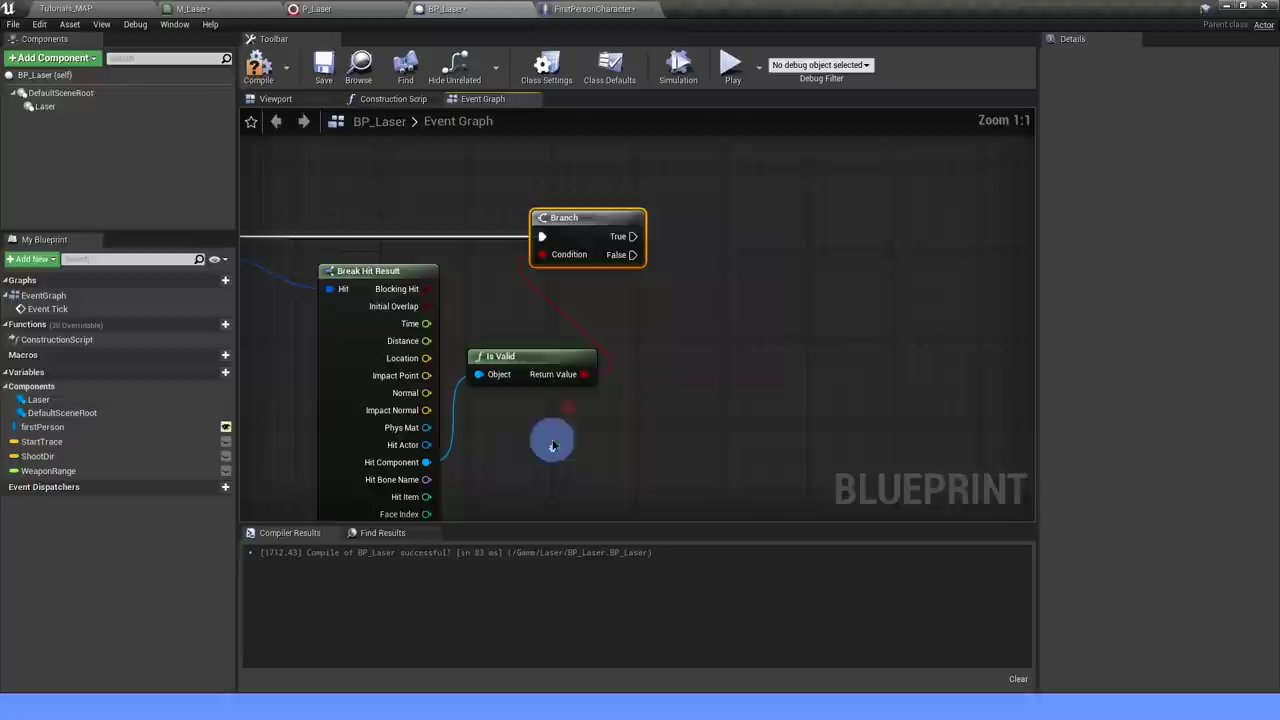 Tutorials_MAP
M_Laser*
P_Laser
BP_Laser*
FirstPersonCharacter*
File
Edit
Asset
View
Debug
Window
Help
Parent class:
Actor
Components
+Add Component
Search
BP_Laser (self)
DefaultSceneRoot
Laser
Toolbar
Details
Compile
Save
Browse
Find
Hide Unrelated
Class Settings
Class Defaults
Simulation
Play
No debug object selected
Debug Filter
Viewport
Construction Scrip
Event Graph
BP_Laser > Event Graph
Zoom 1:1
Branch
True
Condition
False
Break Hit Result
Hit
Blocking Hit
Initial Overlap
Time
Distance
Location
Impact Point
Normal
Impact Normal
Phys Mat
Hit Actor
Hit Component
Hit Bone Name
Hit Item
Face Index
f Is Valid
Object
Return Value
BLUEPRINT
My Blueprint
+Add New
Search
Graphs
EventGraph
Event Tick
Functions (20 Overridable)
ConstructionScript
Macros
Variables
Components
Laser
DefaultSceneRoot
firstPerson
StartTrace
ShootDir
WeaponRange
Event Dispatchers
Compiler Results
Find Results
[1712.43] Compile of BP_Laser successful! [in 83 ms] (/Game/Laser/BP_Laser.BP_Laser)
Clear